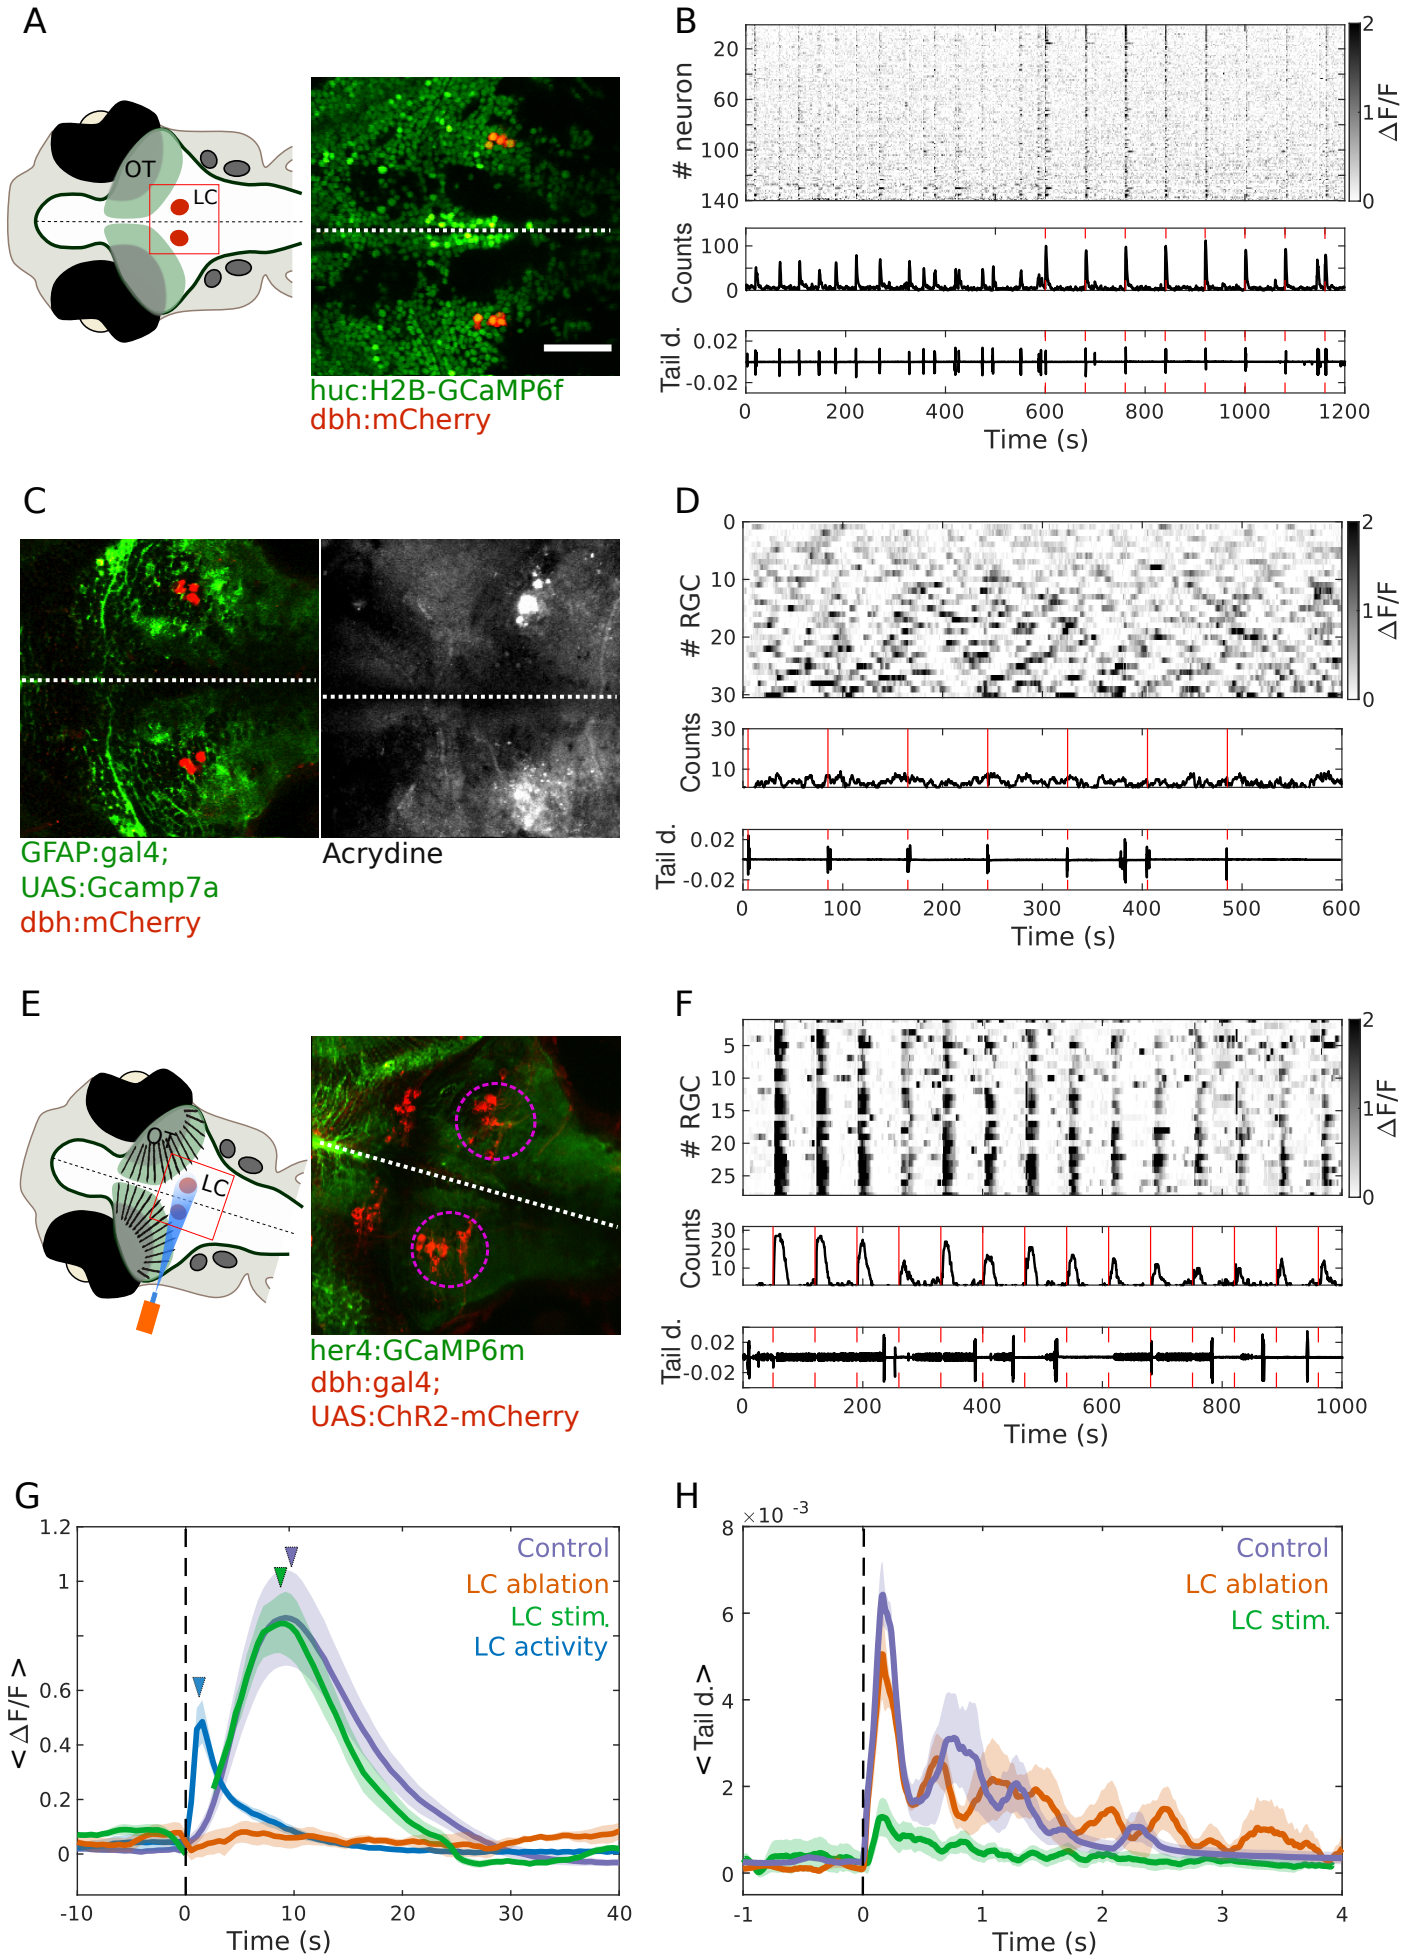 A
OT
LC
huc:H2B-GCaMP6f
dbh:mCherry
B
# neuron
20
60
100
140
2
1
0
ΔF/F
Counts
100
0
Tail d.
0.02
-0.02
0 200 400 600 800 1000 1200
Time (s)
C
GFAP:gal4;
UAS:Gcamp7a
dbh:mCherry
Acrydine
D
# RGC
0
10
20
30
2
1
0
ΔF/F
Counts
30
10
Tail d.
0.02
-0.02
0 100 200 300 400 500 600
Time (s)
E
LC
her4:GCaMP6m
dbh:gal4;
UAS:ChR2-mCherry
F
# RGC
5
10
15
20
25
2
1
0
ΔF/F
Counts
30
20
10
Tail d.
0.02
-0.02
0 200 400 600 800 1000
Time (s)
G
< ΔF/F >
1.2
1
0.6
0.4
0.2
0
Control
LC ablation
LC stim.
LC activity
-10 0 10 20 30 40
Time (s)
H
×10 -3
< Tail d. >
8
6
4
2
0
Control
LC ablation
LC stim.
-1 0 1 2 3 4
Time (s)